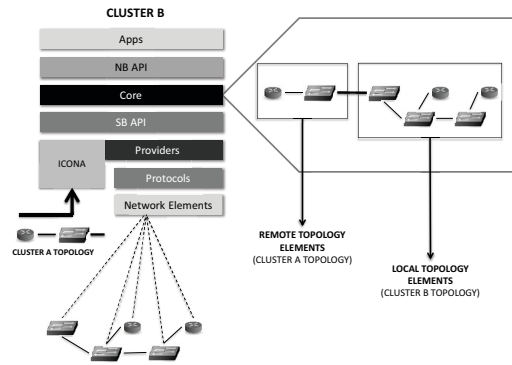 CLUSTER B
Apps
NB API
Core
SB API
ICONA
Providers
Protocols
Network Elements
CLUSTER A TOPOLOGY
REMOTE TOPOLOGY
ELEMENTS
(CLUSTER A TOPOLOGY)
LOCAL TOPOLOGY
ELEMENTS
(CLUSTER B TOPOLOGY)